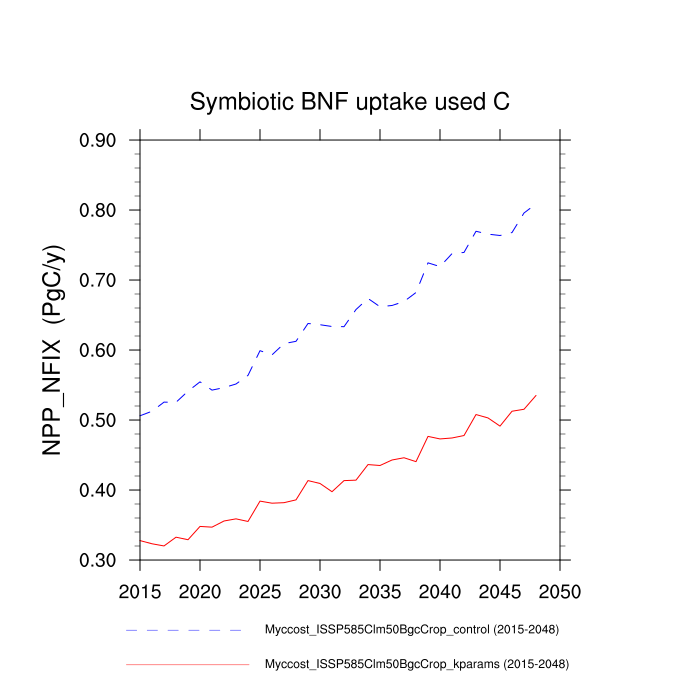 Symbiotic BNF uptake used C
0.90
0.80
0.70
0.60
0.50
0.40
0.30
NPP_NFIX (PgC/y)
2015 2020 2025 2030 2035 2040 2045 2050
Myccost_ISSP585Clm50BgcCrop_control (2015-2048)
Myccost_ISSP585Clm50BgcCrop_kparams (2015-2048)